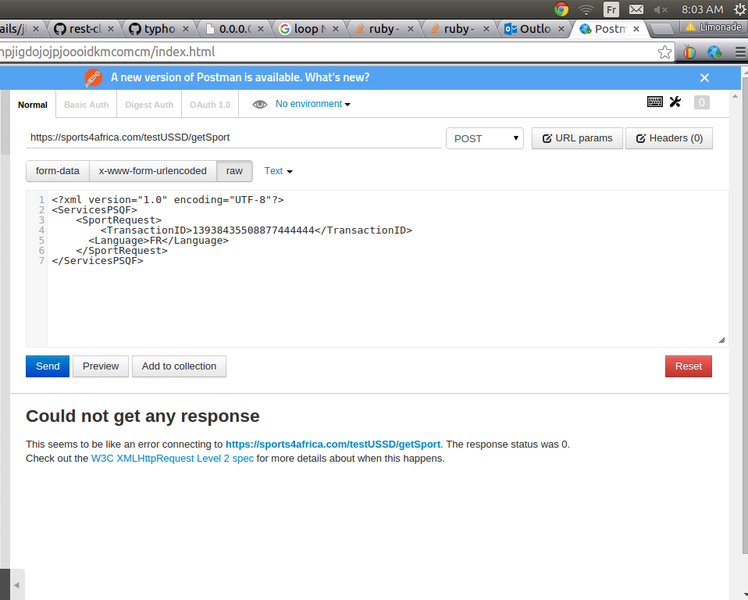 Fr 8:03 AM
ails/j × rest-cl × typho × 0.0.0. × loop N × ruby - × ruby - × Outlo × Postm × Limonade
npjigdojojpjoooidkmcomcm/index.html
A new version of Postman is available. What's new? ×
Normal Basic Auth Digest Auth OAuth 1.0 No environment 0
https://sports4africa.com/testUSSD/getSport POST URL params Headers (0)
form-data x-www-form-urlencoded raw Text
1 <?xml version="1.0" encoding="UTF-8"?>
2 <ServicesPSQF>
3 <SportRequest>
4 <TransactionID>13938435508877444444</TransactionID>
5 <Language>FR</Language>
6 </SportRequest>
7 </ServicesPSQF>
Send Preview Add to collection Reset
Could not get any response
This seems to be like an error connecting to https://sports4africa.com/testUSSD/getSport. The response status was 0.
Check out the W3C XMLHttpRequest Level 2 spec for more details about when this happens.